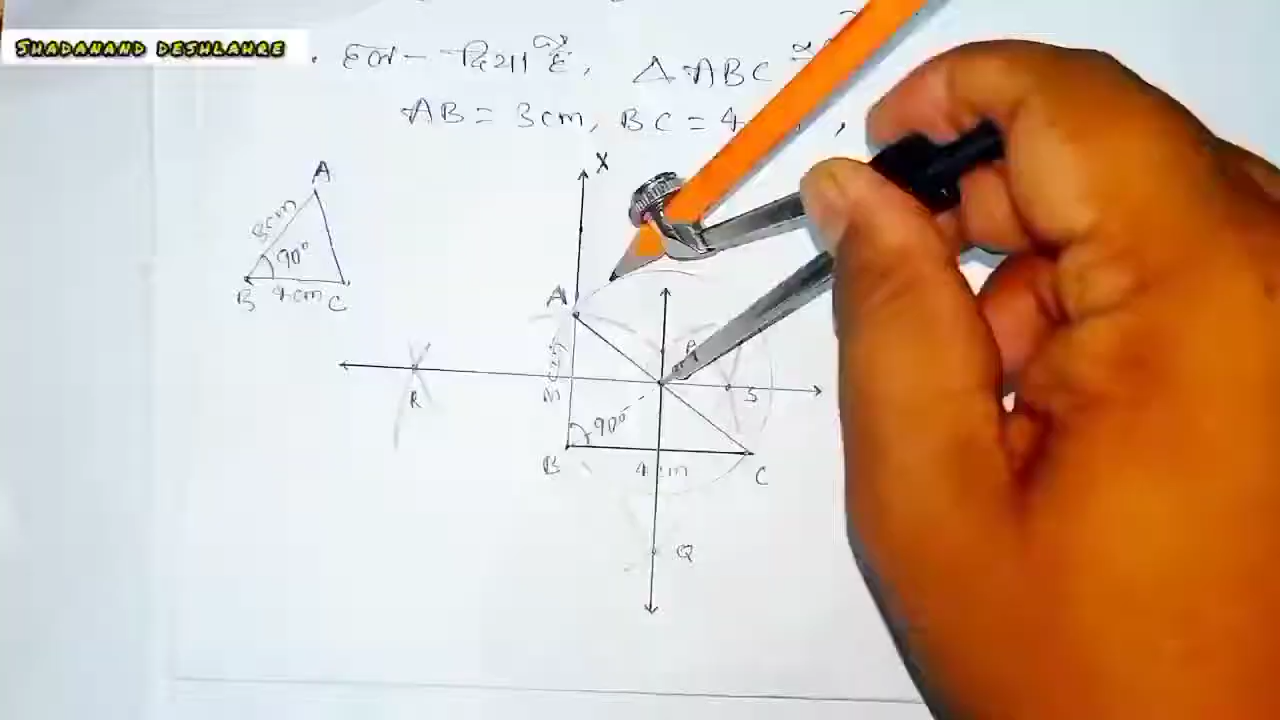 SHADANAND DESHLAHRE
हल - दिया है, △ABC
AB = 3cm, BC = 4 ,
X
A
3cm
90°
B 4cm C
A
M
R
S
90°
B
4cm
C
Q